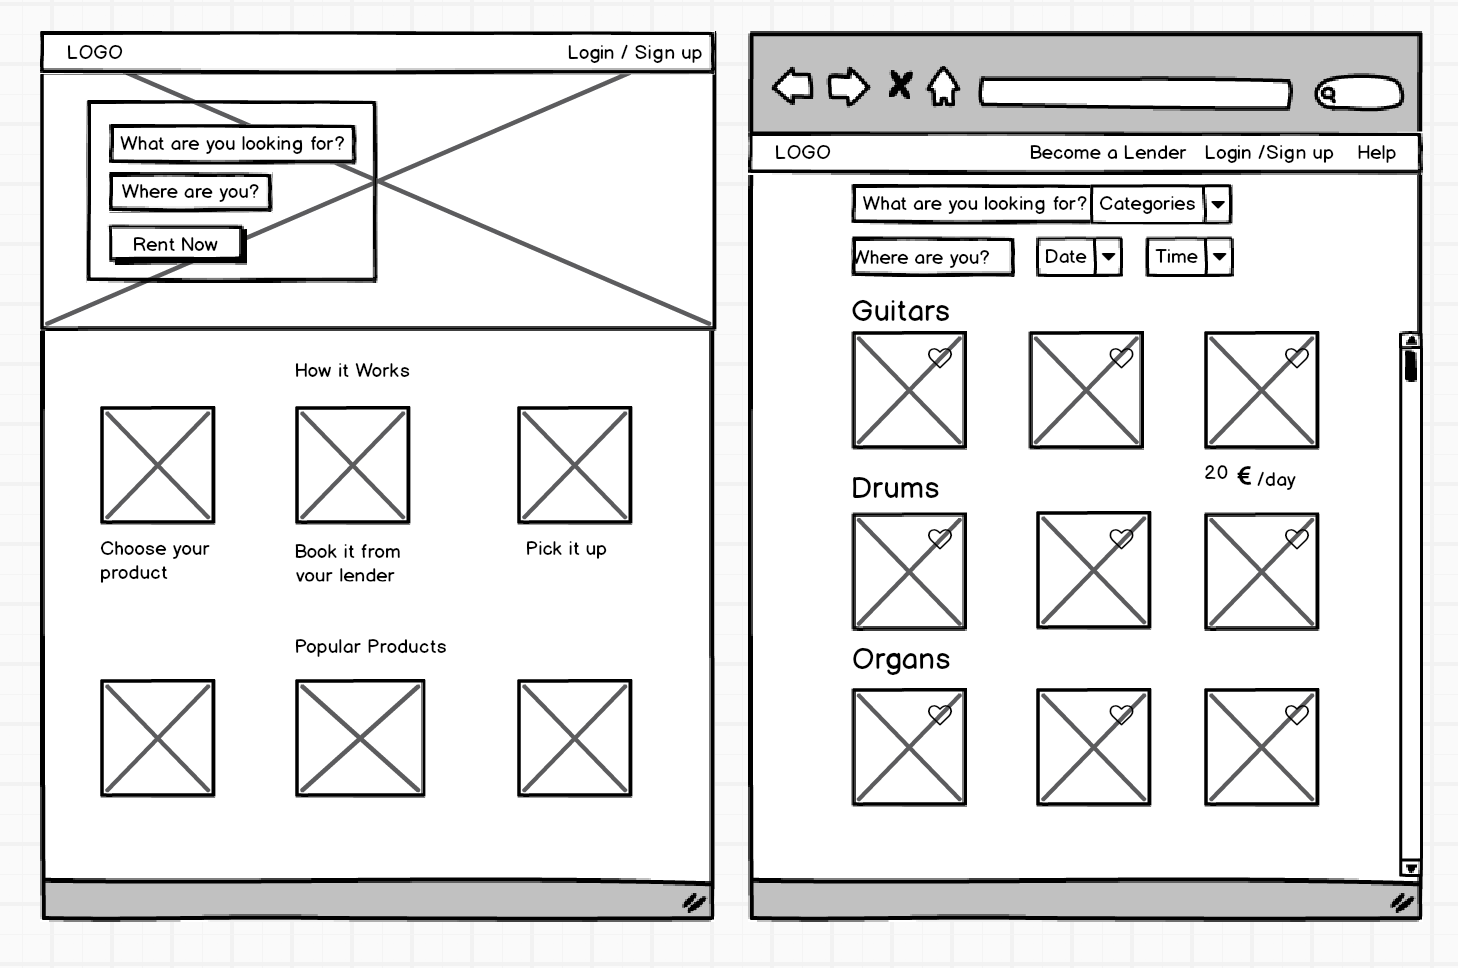 LOGO
Login / Sign up
What are you looking for?
Where are you?
Rent Now
How it Works
Choose your
product
Book it from
your lender
Pick it up
Popular Products
LOGO
Become a Lender
Login /Sign up
Help
What are you looking for?
Categories
Where are you?
Date
Time
Guitars
20 € /day
Drums
Organs